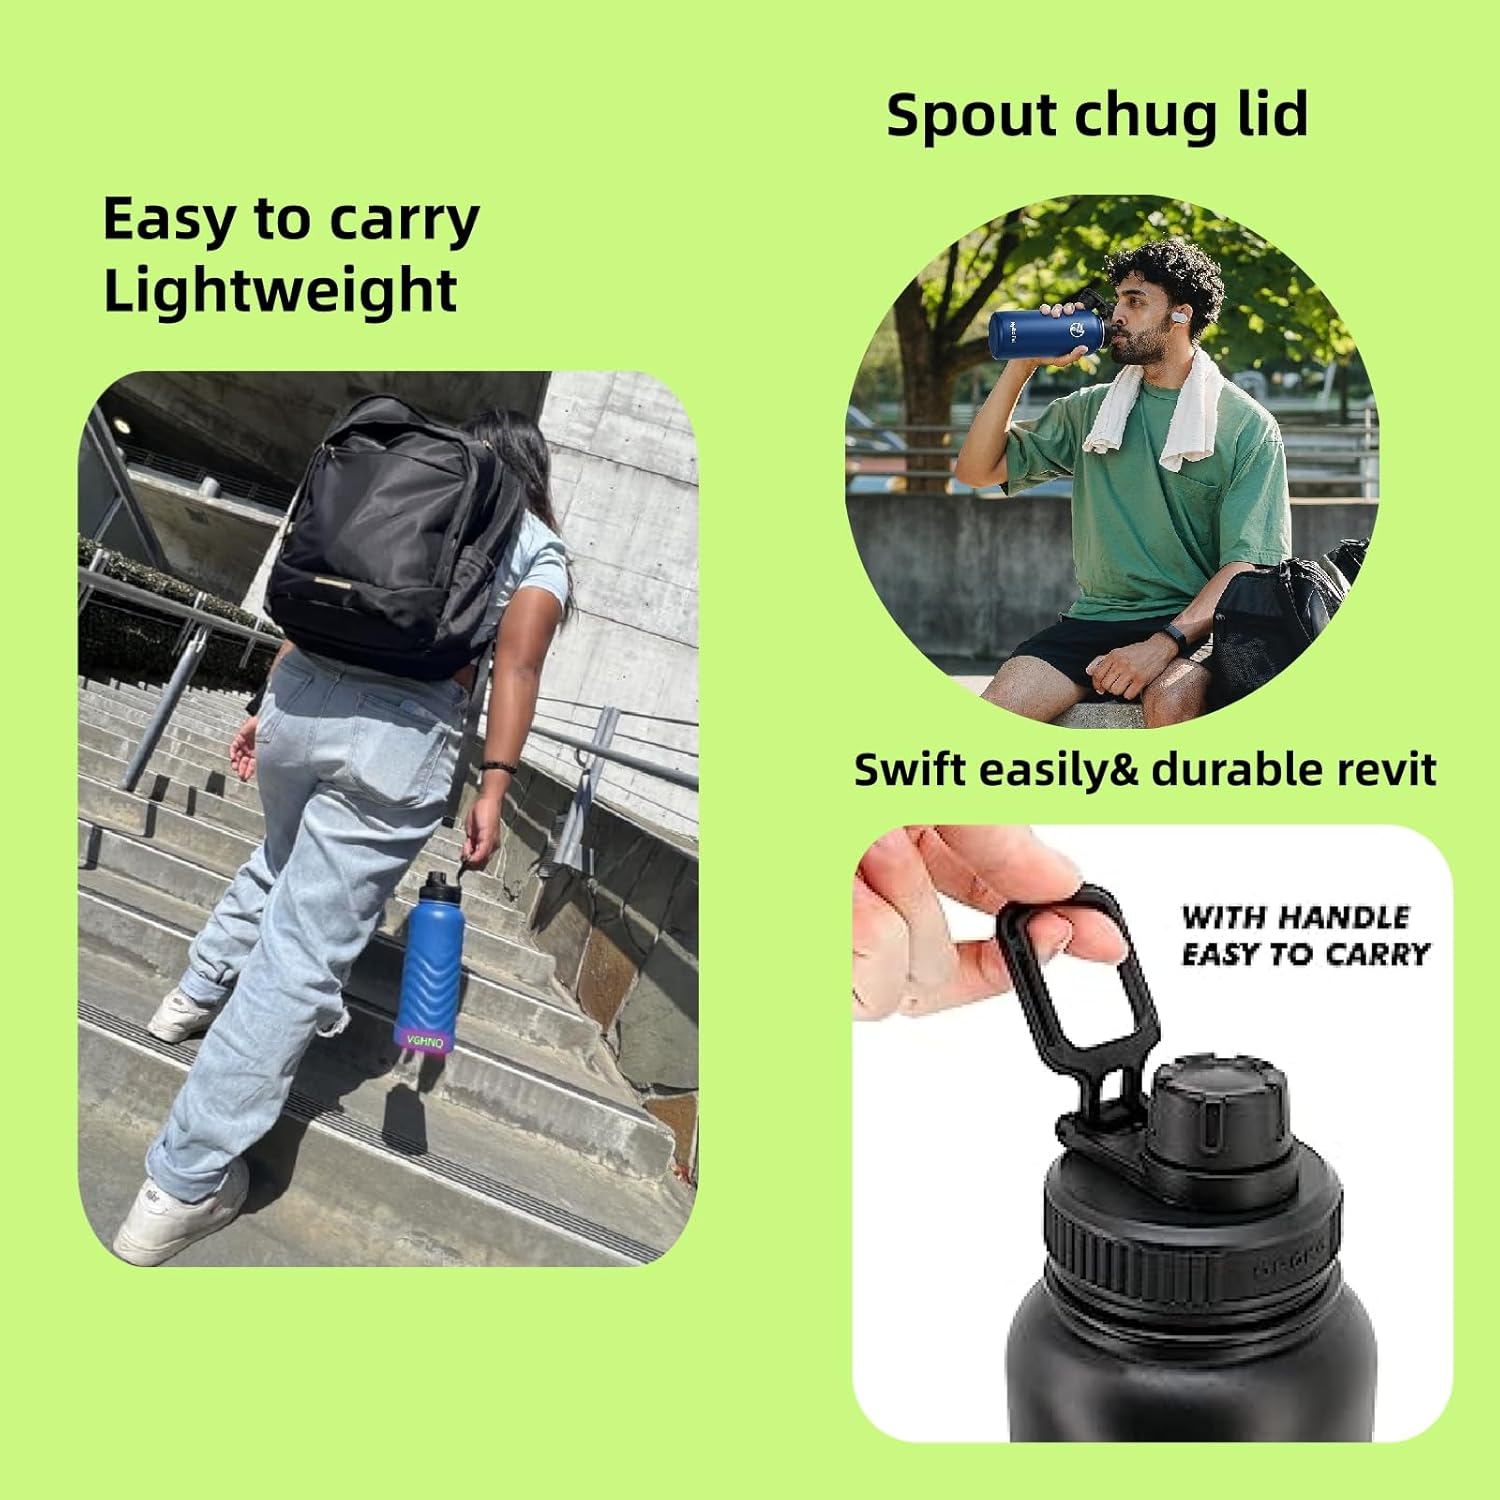 Spout chug lid
Easy to carry
Lightweight
VGHNO
Swift easily& durable revit
WITH HANDLE
EASY TO CARRY